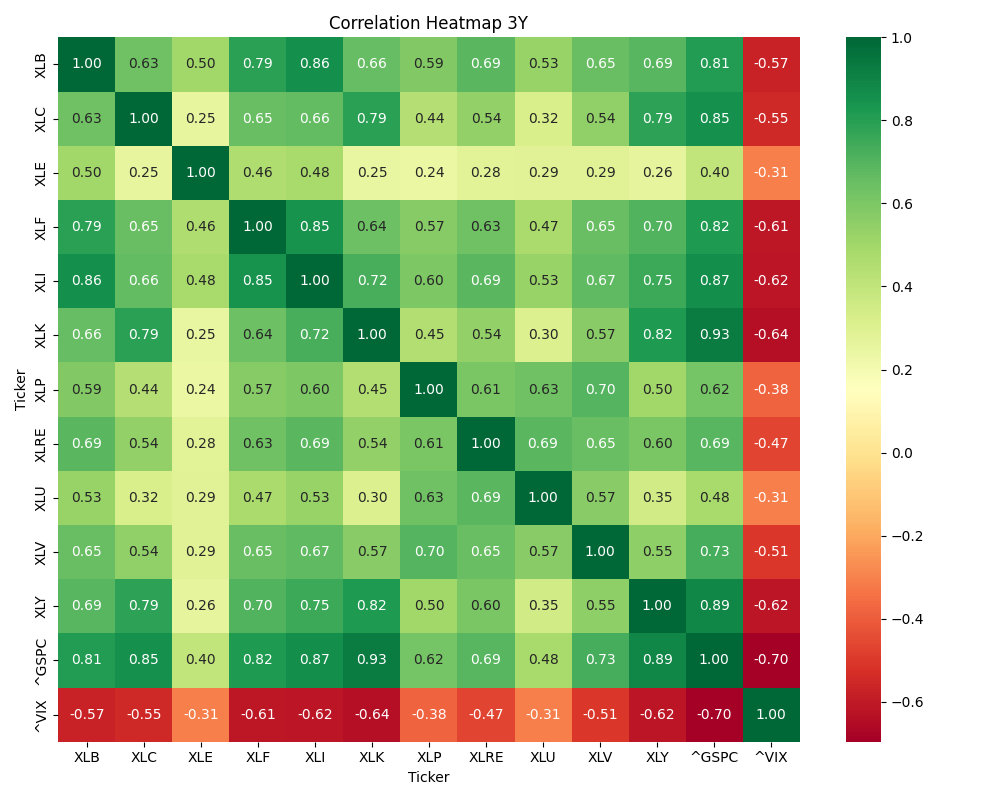 Correlation Heatmap 3Y
XLB 1.00 0.63 0.50 0.79 0.86 0.66 0.59 0.69 0.53 0.65 0.69 0.81 -0.57
XLC 0.63 1.00 0.25 0.65 0.66 0.79 0.44 0.54 0.32 0.54 0.79 0.85 -0.55
XLE 0.50 0.25 1.00 0.46 0.48 0.25 0.24 0.28 0.29 0.29 0.26 0.40 -0.31
XLF 0.79 0.65 0.46 1.00 0.85 0.64 0.57 0.63 0.47 0.65 0.70 0.82 -0.61
XLI 0.86 0.66 0.48 0.85 1.00 0.72 0.60 0.69 0.53 0.67 0.75 0.87 -0.62
XLK 0.66 0.79 0.25 0.64 0.72 1.00 0.45 0.54 0.30 0.57 0.82 0.93 -0.64
XLP 0.59 0.44 0.24 0.57 0.60 0.45 1.00 0.61 0.63 0.70 0.50 0.62 -0.38
XLRE 0.69 0.54 0.28 0.63 0.69 0.54 0.61 1.00 0.69 0.65 0.60 0.69 -0.47
XLU 0.53 0.32 0.29 0.47 0.53 0.30 0.63 0.69 1.00 0.57 0.35 0.48 -0.31
XLV 0.65 0.54 0.29 0.65 0.67 0.57 0.70 0.65 0.57 1.00 0.55 0.73 -0.51
XLY 0.69 0.79 0.26 0.70 0.75 0.82 0.50 0.60 0.35 0.55 1.00 0.89 -0.62
^GSPC 0.81 0.85 0.40 0.82 0.87 0.93 0.62 0.69 0.48 0.73 0.89 1.00 -0.70
^VIX -0.57 -0.55 -0.31 -0.61 -0.62 -0.64 -0.38 -0.47 -0.31 -0.51 -0.62 -0.70 1.00
XLB XLC XLE XLF XLI XLK XLP XLRE XLU XLV XLY ^GSPC ^VIX
Ticker
Ticker
1.0
0.8
0.6
0.4
0.2
0.0
−0.2
−0.4
−0.6